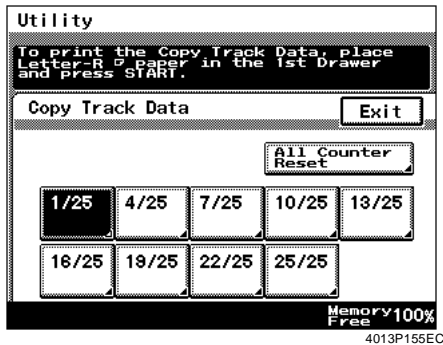 Utility
To print the Copy Track Data, place
Letter-R paper in the 1st Drawer
and press START.
Copy Track Data
Exit
All Counter
Reset
1/25 4/25 7/25 10/25 13/25
16/25 19/25 22/25 25/25
Memory 100%
Free
4013P155EC